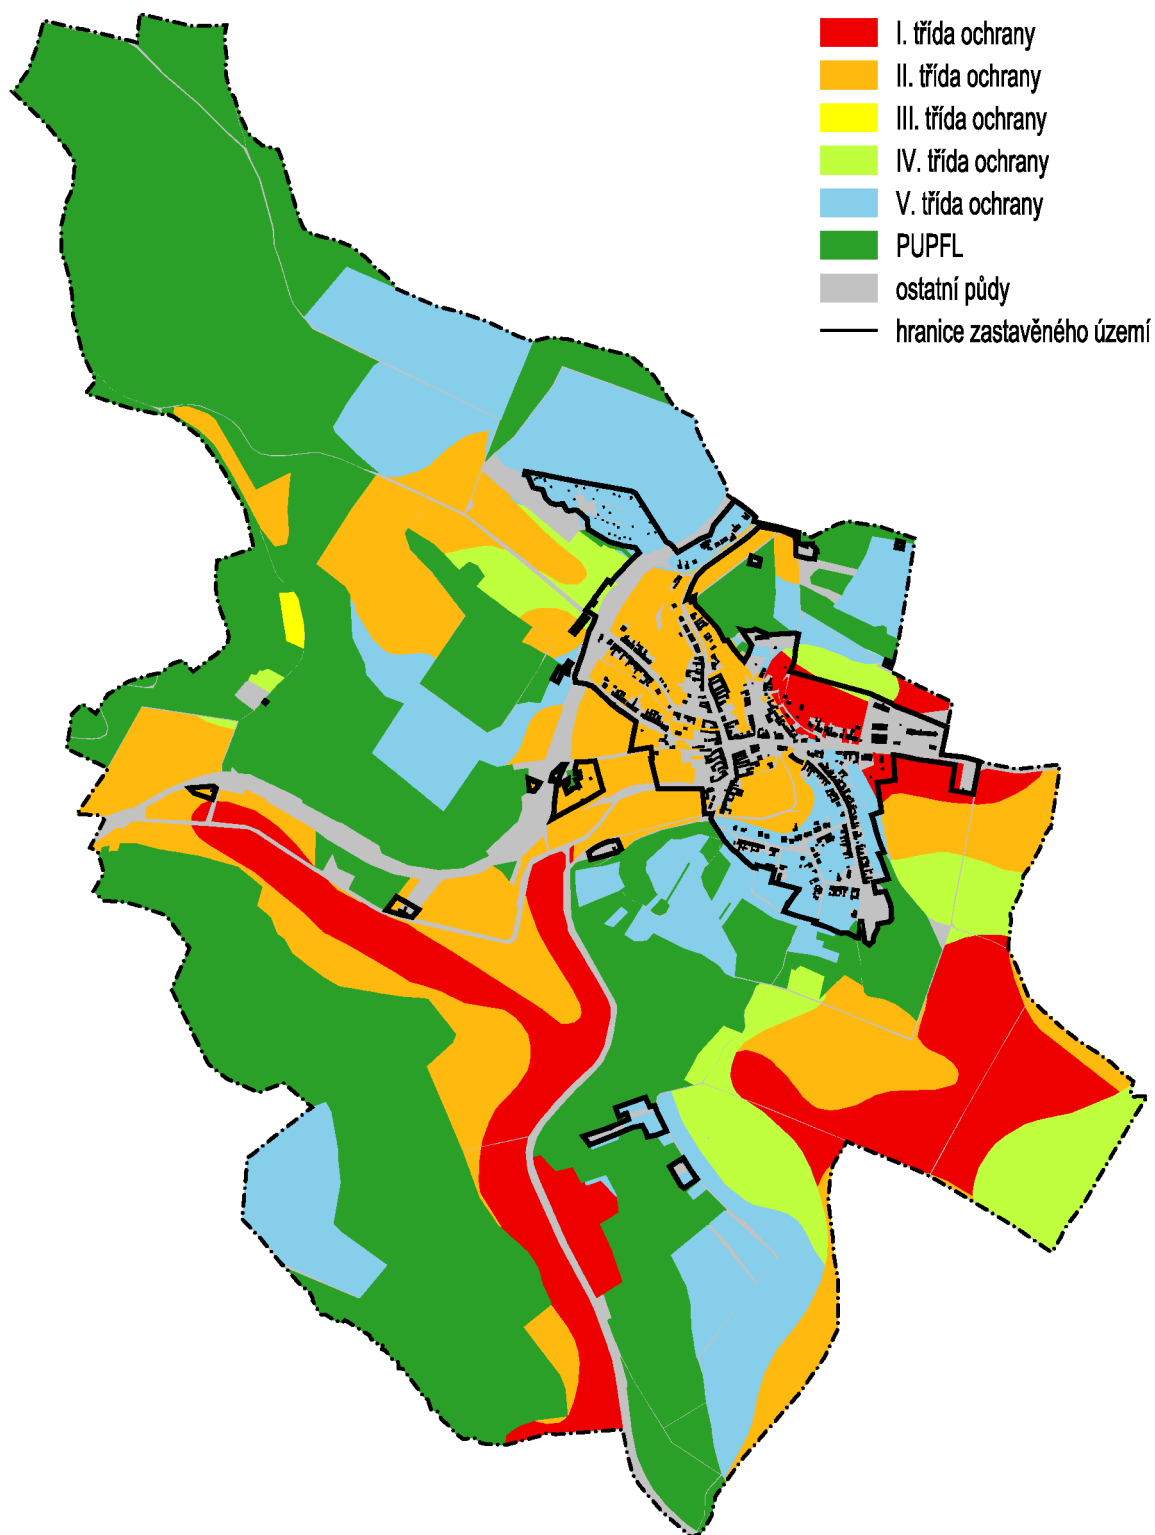 I. třída ochrany
II. třída ochrany
III. třída ochrany
IV. třída ochrany
V. třída ochrany
PUPFL
ostatní půdy
hranice zastavěného území